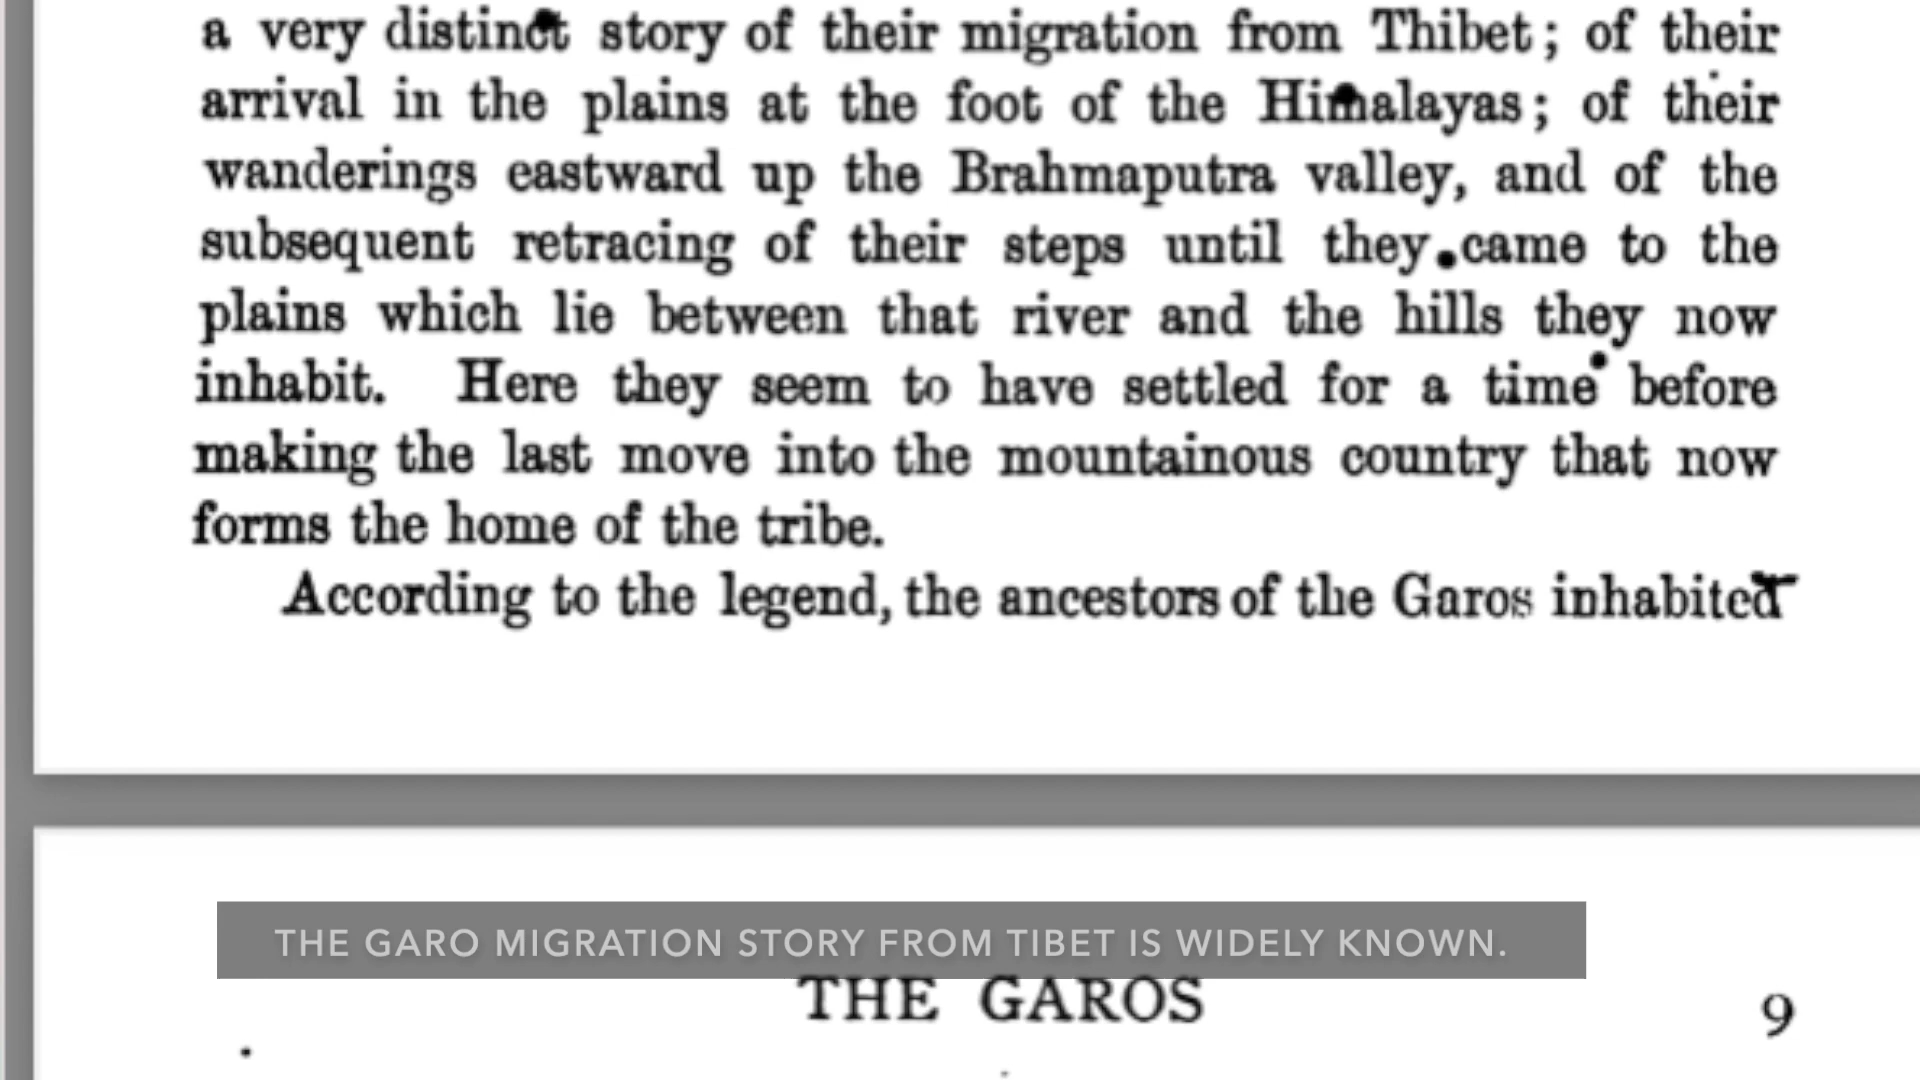 a very distinct story of their migration from Thibet; of their
arrival in the plains at the foot of the Himalayas; of their
wanderings eastward up the Brahmaputra valley, and of the
subsequent retracing of their steps until they came to the
plains which lie between that river and the hills they now
inhabit. Here they seem to have settled for a time before
making the last move into the mountainous country that now
forms the home of the tribe.
According to the legend, the ancestors of the Garos inhabited
THE GARO MIGRATION STORY FROM TIBET IS WIDELY KNOWN.
THE GAROS 9